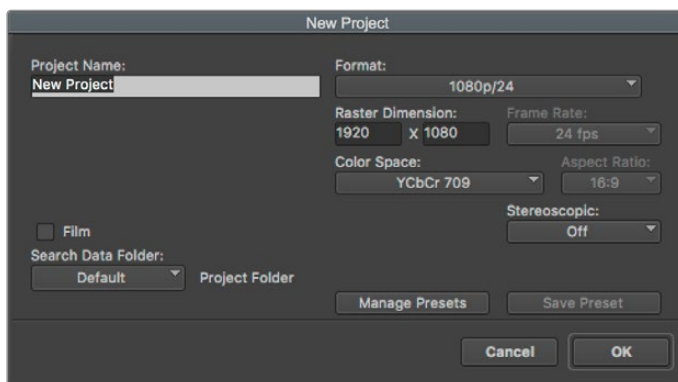 New Project
Project Name:
New Project
Format:
1080p/24
Raster Dimension:
1920 X 1080
Frame Rate:
24 fps
Color Space:
YCbCr 709
Aspect Ratio:
16:9
Stereoscopic:
Off
Film
Search Data Folder:
Default
Project Folder
Manage Presets
Save Preset
Cancel
OK